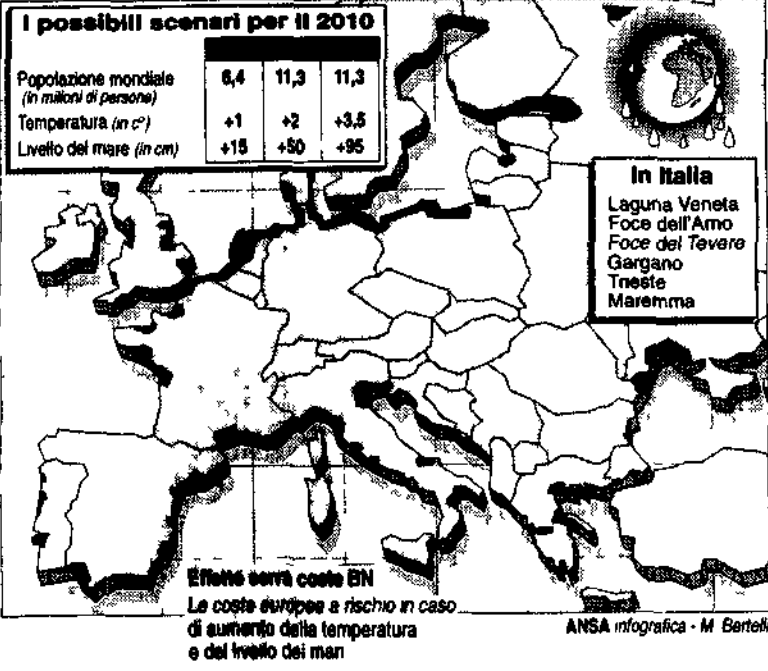 I possibili scenari per il 2010
Popolazione mondiale 6,4 11,3 11,3
(in milioni di persone)
Temperatura (in c°) +1 +2 +3,5
Livello del mare (in cm) +15 +50 +95
In Italia
Laguna Veneta
Foce dell'Arno
Foce del Tevere
Gargano
Trieste
Maremma
Effetto serra coste BN
Le coste europee a rischio in caso
di aumento della temperatura
e del livello dei mari
ANSA infografica - M Bertelli